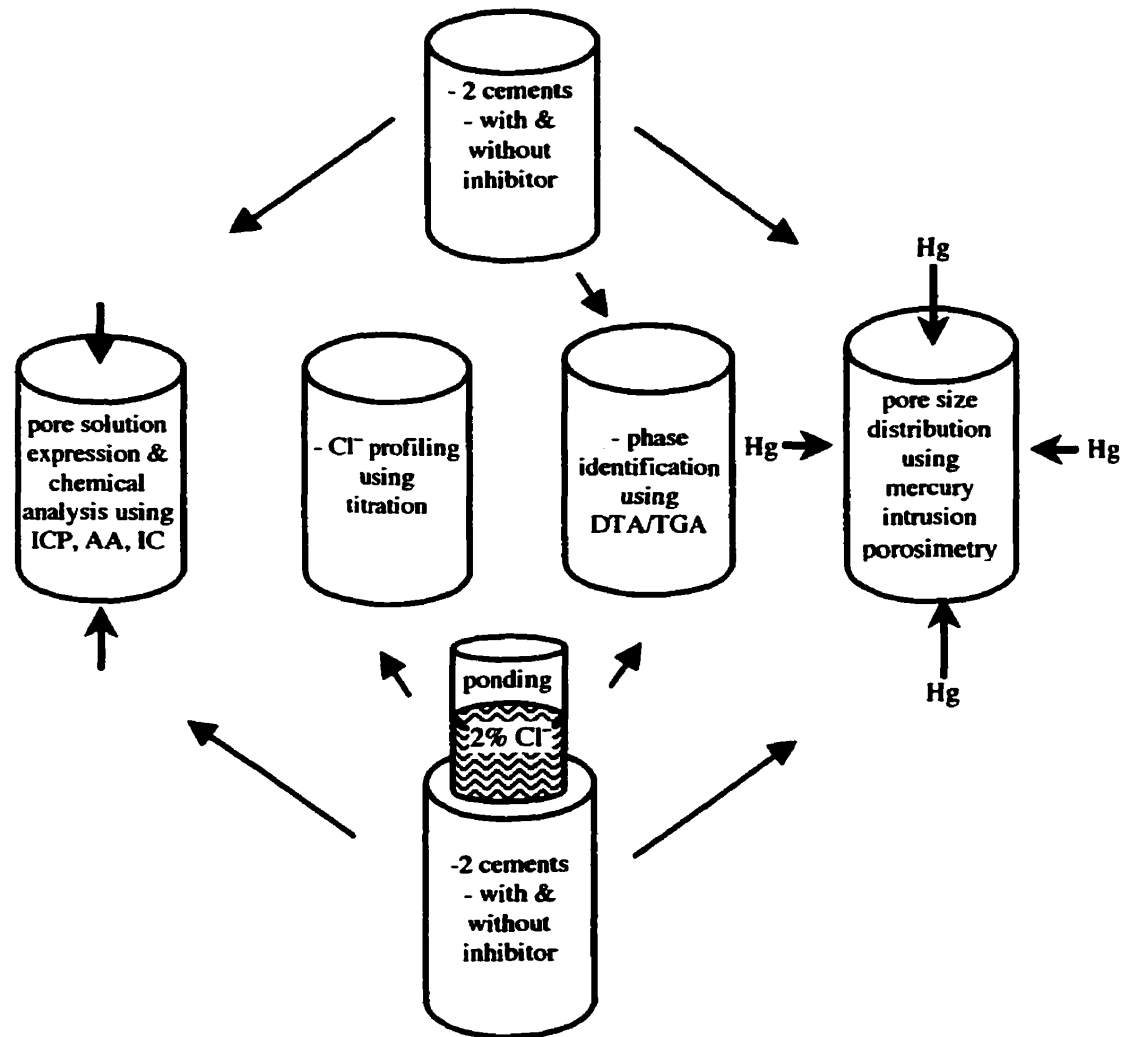 - 2 cements
- with &
without
inhibitor
Hg
pore solution
expression &
chemical
analysis using
ICP, AA, IC
- Cl⁻ profiling
using
titration
- phase
identification
using
DTA/TGA
Hg
pore size
distribution
using
mercury
intrusion
porosimetry
Hg
Hg
ponding
2% Cl⁻
-2 cements
- with &
without
inhibitor